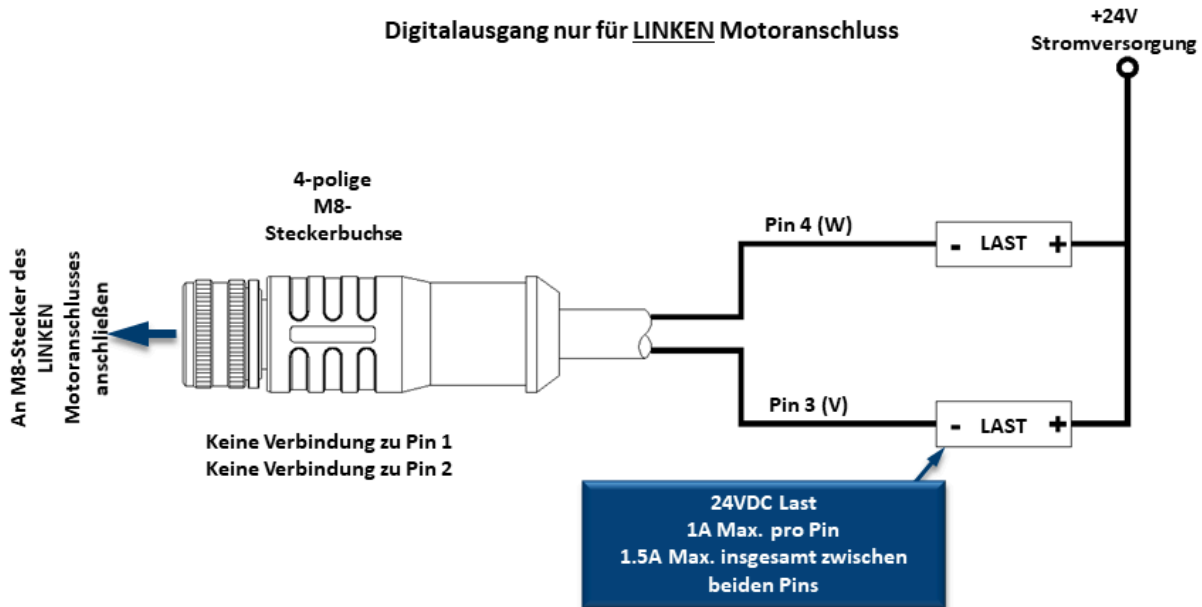 Digitalausgang nur für LINKEN Motoranschluss
+24V
Stromversorgung
4-polige
M8-
Steckerbuchse
An M8-Stecker des
LINKEN
Motoranschlusses
anschließen
Pin 4 (W)
- LAST +
Pin 3 (V)
- LAST +
Keine Verbindung zu Pin 1
Keine Verbindung zu Pin 2
24VDC Last
1A Max. pro Pin
1.5A Max. insgesamt zwischen
beiden Pins